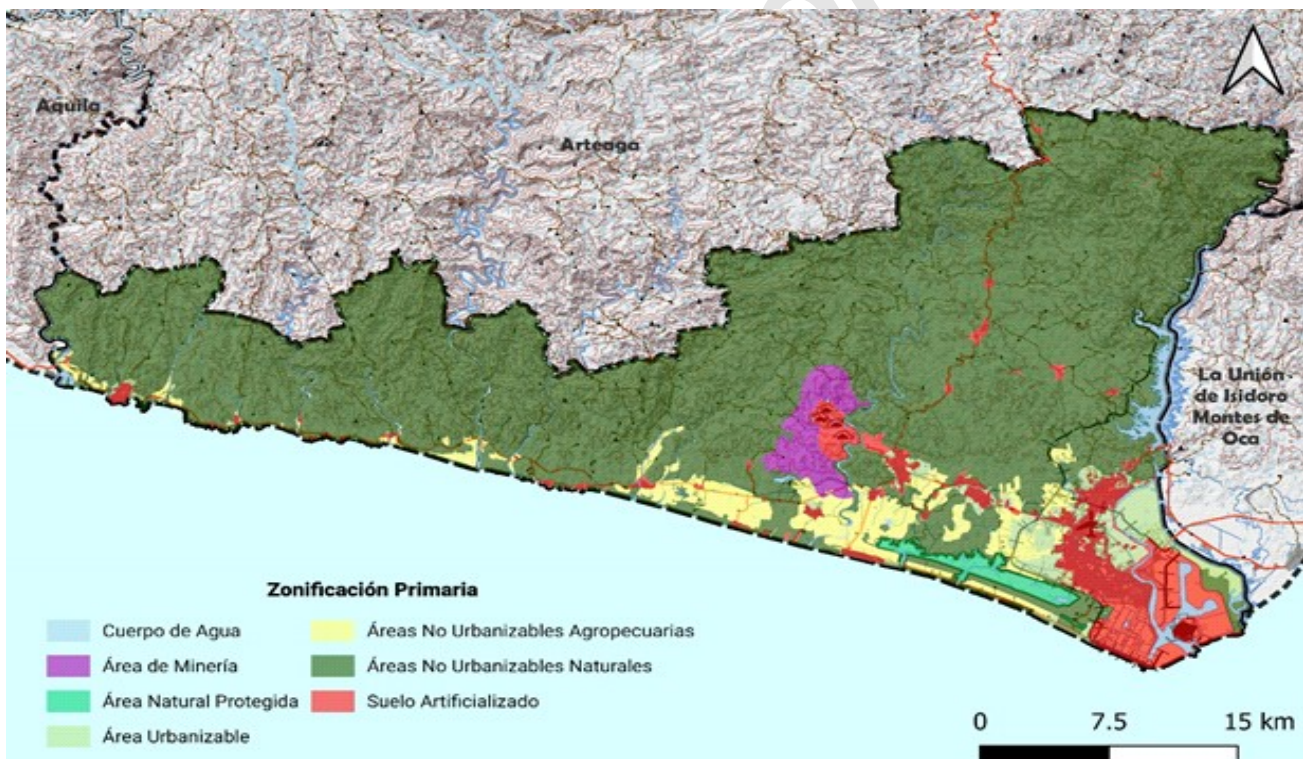 Aquila
Arteaga
La Unión
de Isidoro
Montes de
Oca
Zonificación Primaria
Cuerpo de Agua
Área de Minería
Área Natural Protegida
Área Urbanizable
Áreas No Urbanizables Agropecuarias
Áreas No Urbanizables Naturales
Suelo Artificializado
0 7.5 15 km